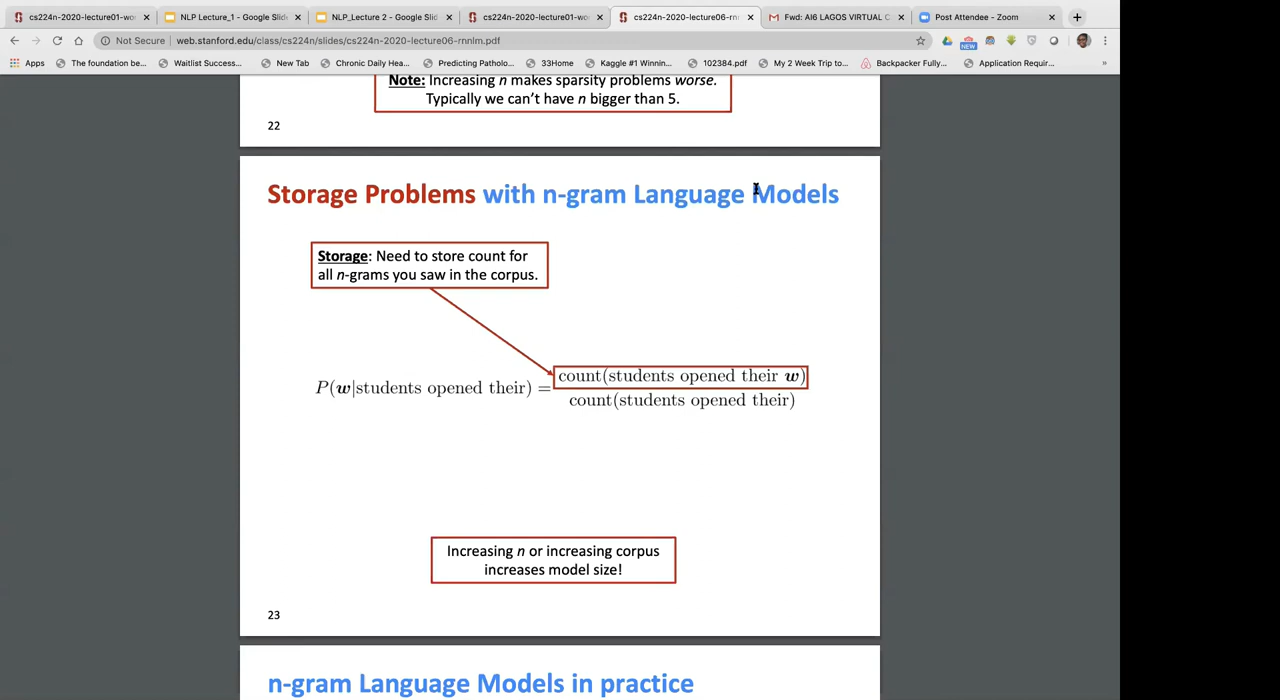 cs224n-2020-lecture01-wo
NLP Lecture_1 - Google Slid
NLP_Lecture 2 - Google Slid
cs224n-2020-lecture01-wo
cs224n-2020-lecture06-rn
Fwd: AI6 LAGOS VIRTUAL C
Post Attendee - Zoom
Not Secure | web.stanford.edu/class/cs224n/slides/cs224n-2020-lecture06-rnnlm.pdf
NEW
Apps
The foundation be...
Waitlist Success...
New Tab
Chronic Daily Hea...
Predicting Patholo...
33Home
Kaggle #1 Winnin...
102384.pdf
My 2 Week Trip to...
Backpacker Fully...
Application Requir...
»
Note: Increasing n makes sparsity problems worse.
Typically we can't have n bigger than 5.
22
Storage Problems with n-gram Language Models
Storage: Need to store count for
all n-grams you saw in the corpus.
P(w|students opened their) =
count(students opened their w)
count(students opened their)
Increasing n or increasing corpus
increases model size!
23
n-gram Language Models in practice